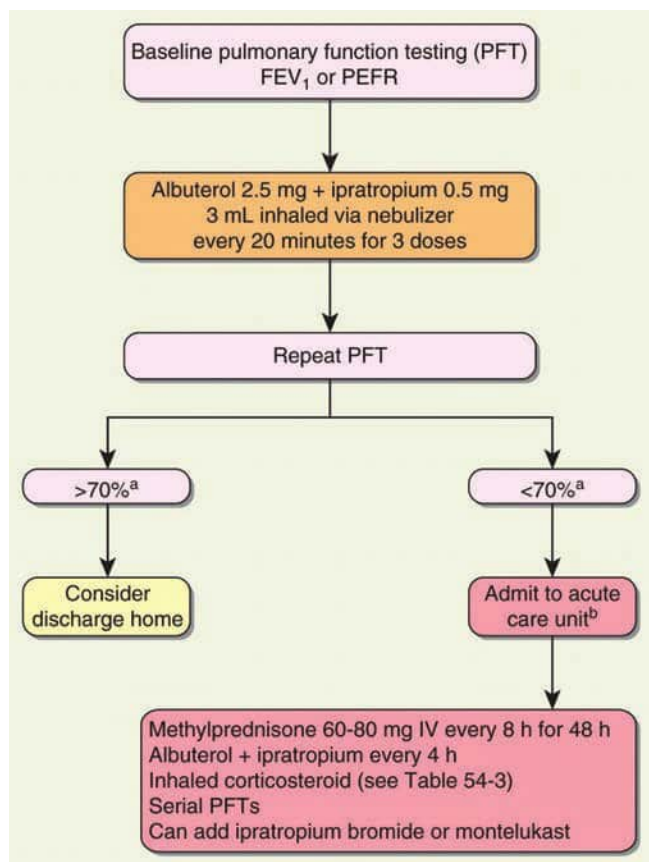 Baseline pulmonary function testing (PFT)
FEV₁ or PEFR
Albuterol 2.5 mg + ipratropium 0.5 mg
3 mL inhaled via nebulizer
every 20 minutes for 3 doses
Repeat PFT
>70%ᵃ
<70%ᵃ
Consider
discharge home
Admit to acute
care unitᵇ
Methylprednisone 60-80 mg IV every 8 h for 48 h
Albuterol + ipratropium every 4 h
Inhaled corticosteroid (see Table 54-3)
Serial PFTs
Can add ipratropium bromide or montelukast